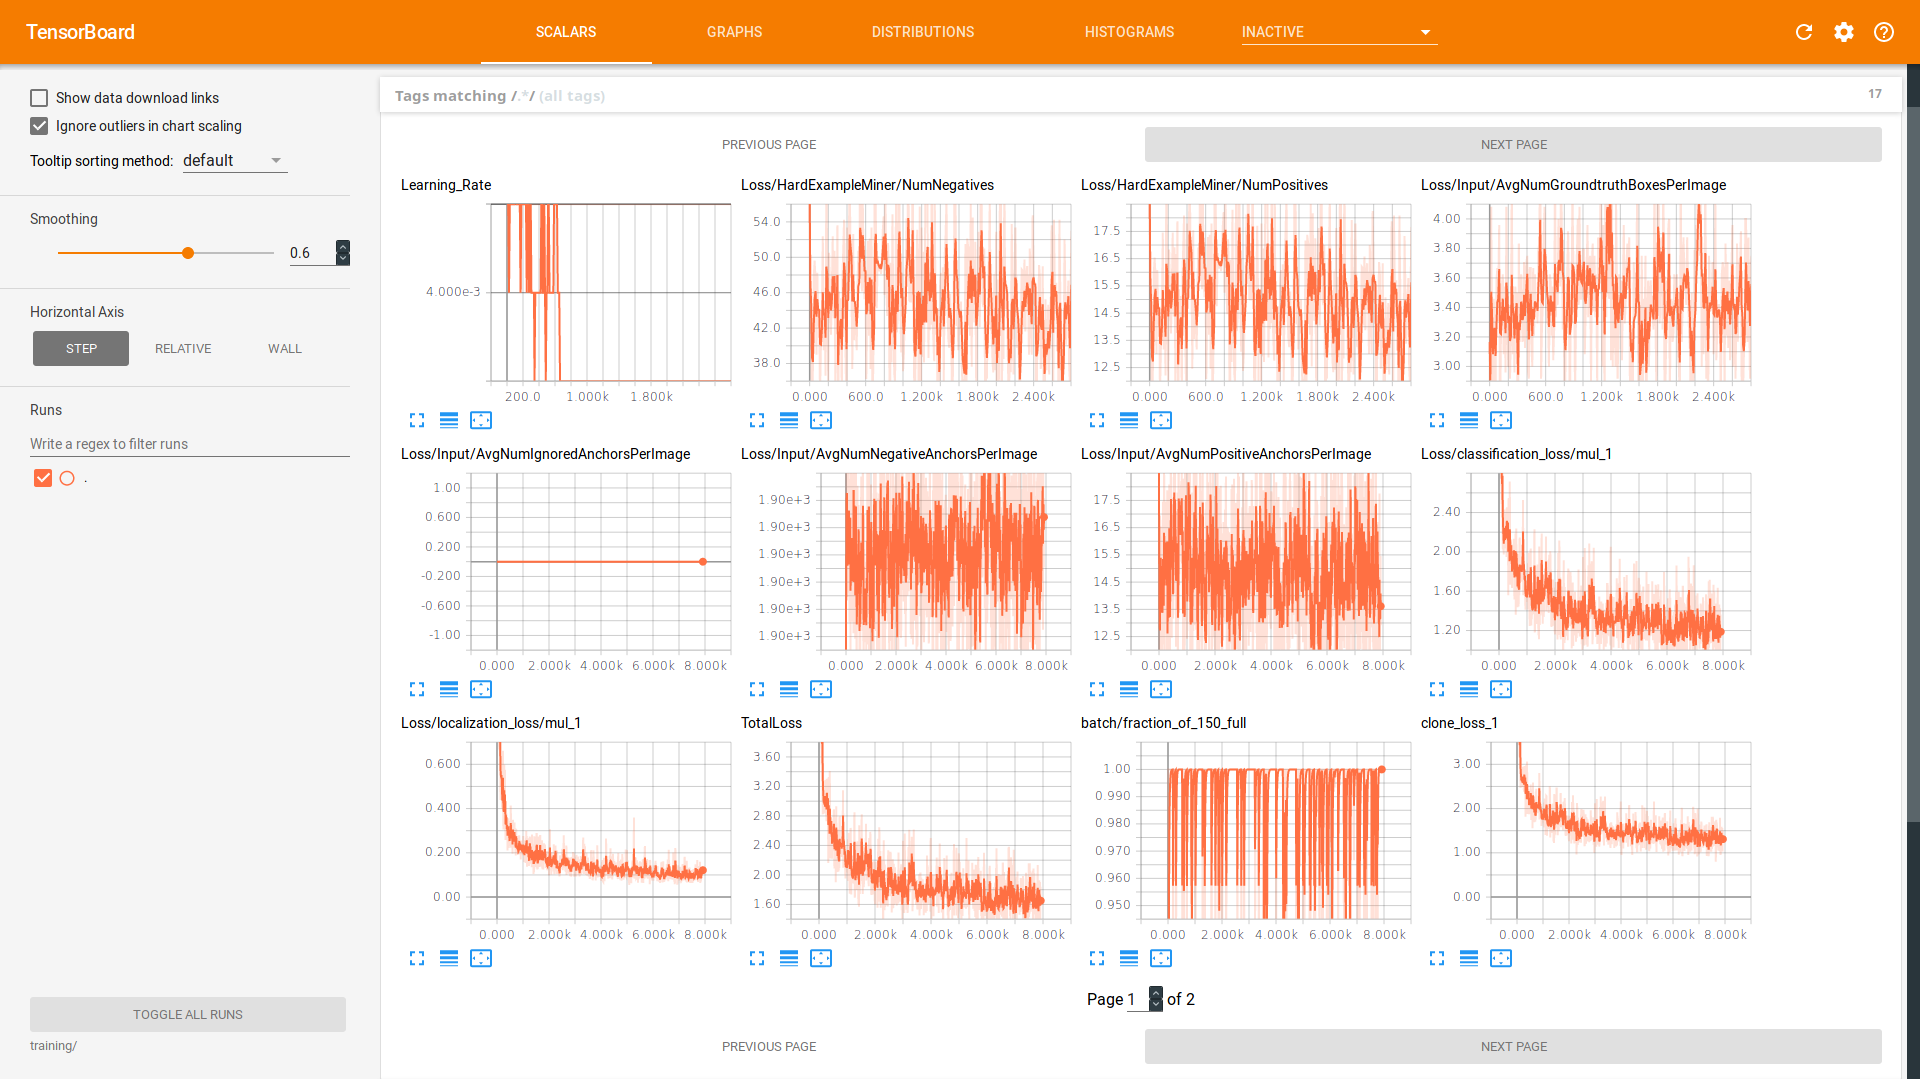 TensorBoard
SCALARS
GRAPHS
DISTRIBUTIONS
HISTOGRAMS
INACTIVE
Show data download links
Ignore outliers in chart scaling
Tooltip sorting method: default
Smoothing
0.6
Horizontal Axis
STEP
RELATIVE
WALL
Runs
Write a regex to filter runs
.
TOGGLE ALL RUNS
training/
Tags matching /.*/ (all tags)
17
PREVIOUS PAGE
NEXT PAGE
Learning_Rate
4.000e-3
200.0 1.000k 1.800k
Loss/HardExampleMiner/NumNegatives
54.0
50.0
46.0
42.0
38.0
0.000 600.0 1.200k 1.800k 2.400k
Loss/HardExampleMiner/NumPositives
17.5
16.5
15.5
14.5
13.5
12.5
0.000 600.0 1.200k 1.800k 2.400k
Loss/Input/AvgNumGroundtruthBoxesPerImage
4.00
3.80
3.60
3.40
3.20
3.00
0.000 600.0 1.200k 1.800k 2.400k
Loss/Input/AvgNumIgnoredAnchorsPerImage
1.00
0.600
0.200
-0.200
-0.600
-1.00
0.000 2.000k 4.000k 6.000k 8.000k
Loss/Input/AvgNumNegativeAnchorsPerImage
1.90e+3
1.90e+3
1.90e+3
1.90e+3
1.90e+3
1.90e+3
0.000 2.000k 4.000k 6.000k 8.000k
Loss/Input/AvgNumPositiveAnchorsPerImage
17.5
16.5
15.5
14.5
13.5
12.5
0.000 2.000k 4.000k 6.000k 8.000k
Loss/classification_loss/mul_1
2.40
2.00
1.60
1.20
0.000 2.000k 4.000k 6.000k 8.000k
Loss/localization_loss/mul_1
0.600
0.400
0.200
0.00
0.000 2.000k 4.000k 6.000k 8.000k
TotalLoss
3.60
3.20
2.80
2.40
2.00
1.60
0.000 2.000k 4.000k 6.000k 8.000k
batch/fraction_of_150_full
1.00
0.990
0.980
0.970
0.960
0.950
0.000 2.000k 4.000k 6.000k 8.000k
clone_loss_1
3.00
2.00
1.00
0.00
0.000 2.000k 4.000k 6.000k 8.000k
Page 1 of 2
PREVIOUS PAGE
NEXT PAGE